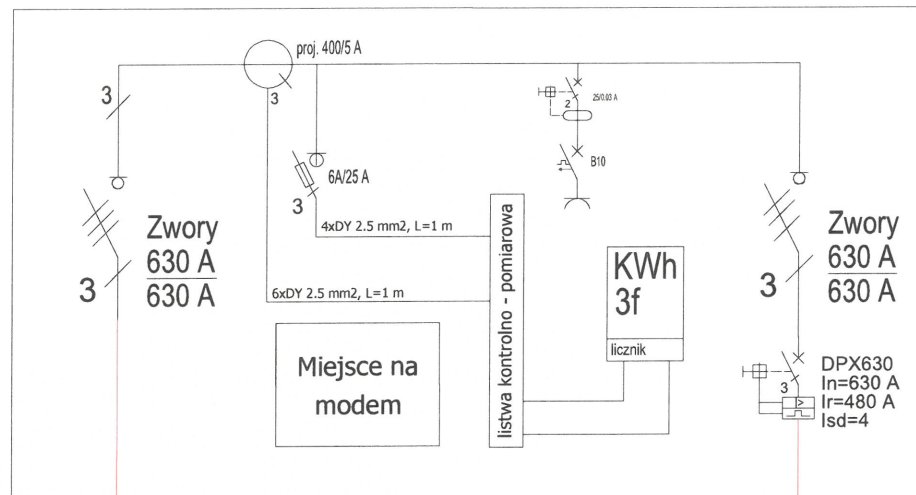 proj. 400/5 A
3
3
25/0.03 A
2
B10
6A/25 A
3
Zwory
630 A
630 A
3
4xDY 2.5 mm2, L=1 m
6xDY 2.5 mm2, L=1 m
listwa kontrolno - pomiarowa
KWh
3f
licznik
Miejsce na
modem
Zwory
630 A
630 A
3
3
>
DPX630
In=630 A
Ir=480 A
Isd=4